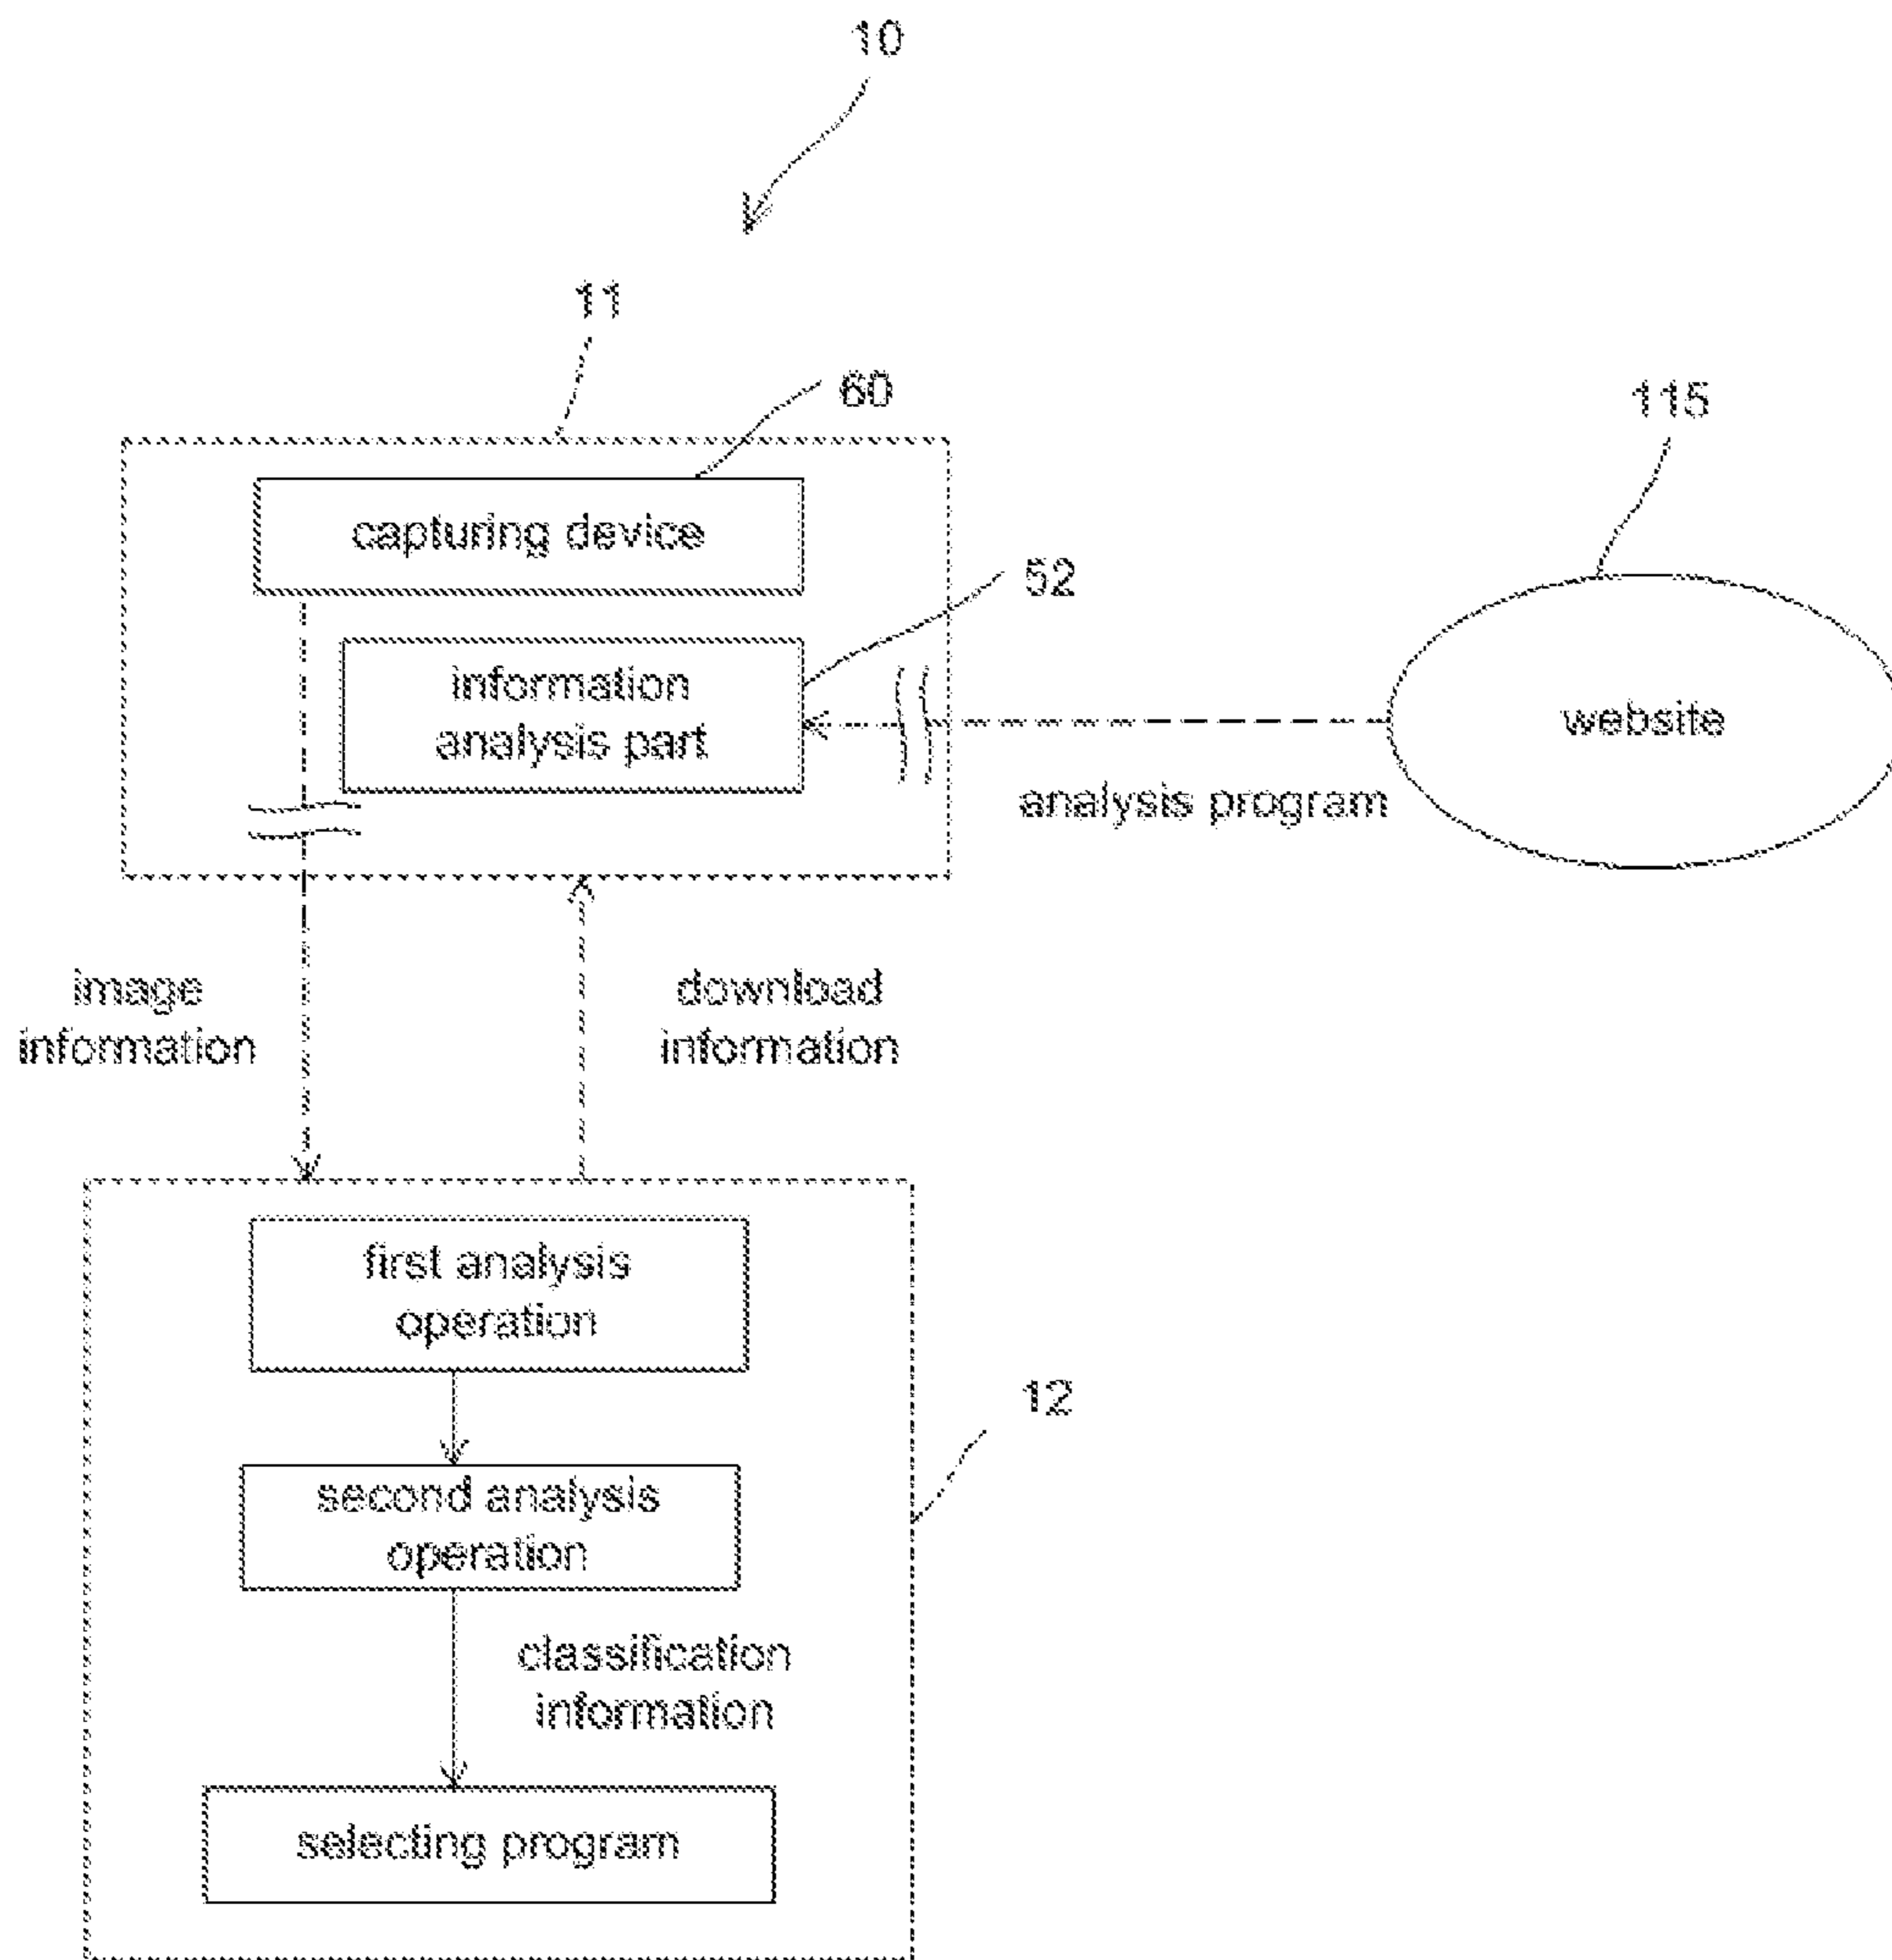 10
11
60
115
capturing device
52
information
analysis part
website
analysis program
image
information
download
information
first analysis
operation
12
second analysis
operation
classification
information
selecting program